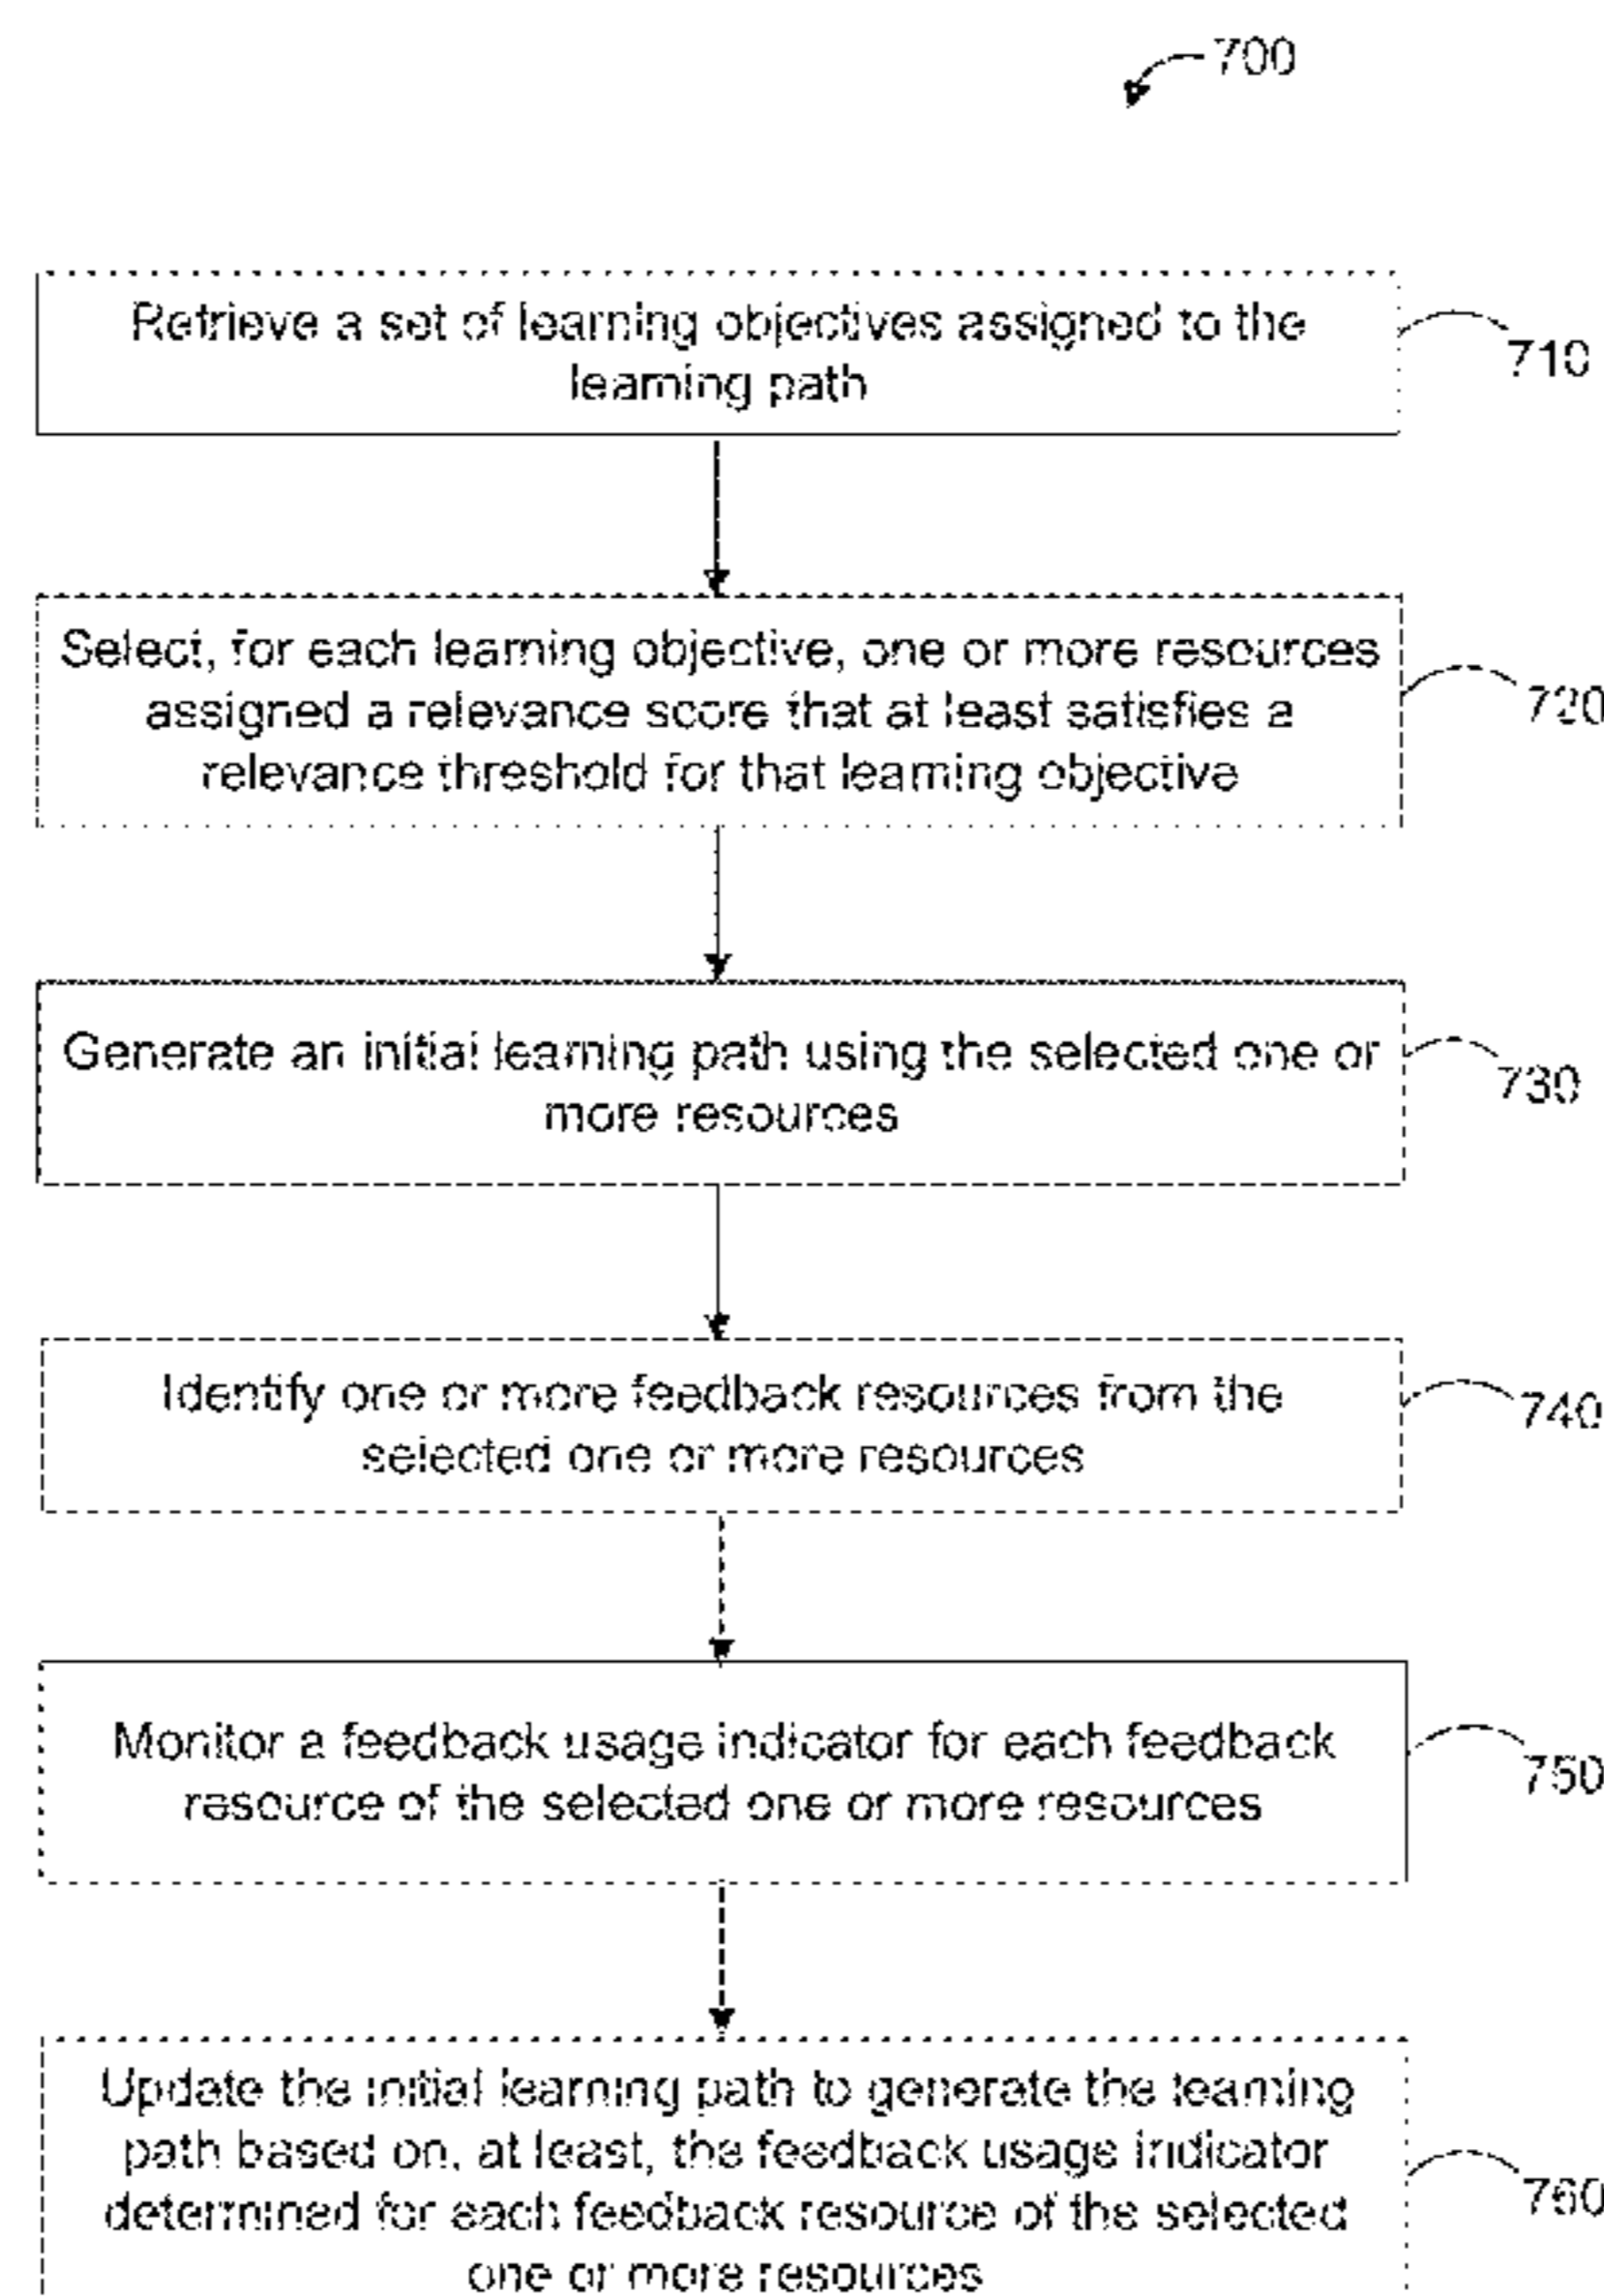 700
Retrieve a set of learning objectives assigned to the
learning path
710
Select, for each learning objective, one or more resources
assigned a relevance score that at least satisfies a
relevance threshold for that learning objective
720
Generate an initial learning path using the selected one or
more resources
730
Identify one or more feedback resources from the
selected one or more resources
740
Monitor a feedback usage indicator for each feedback
resource of the selected one or more resources
750
Update the initial learning path to generate the learning
path based on, at least, the feedback usage indicator
determined for each feedback resource of the selected
one or more resources
760